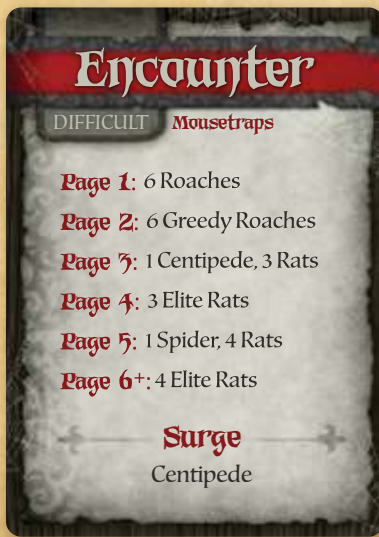 Encounter
DIFFICULT Mousetraps
Page 1: 6 Roaches
Page 2: 6 Greedy Roaches
Page 3: 1 Centipede, 3 Rats
Page 4: 3 Elite Rats
Page 5: 1 Spider, 4 Rats
Page 6+: 4 Elite Rats
Surge
Centipede